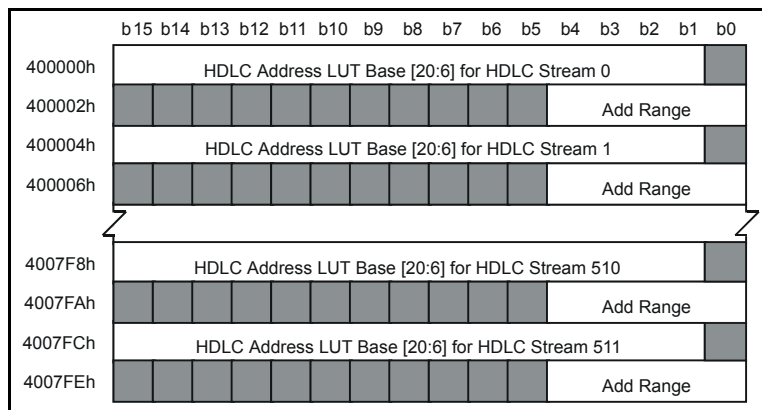 b15 b14 b13 b12 b11 b10 b9 b8 b7 b6 b5 b4 b3 b2 b1 b0
400000h HDLC Address LUT Base [20:6] for HDLC Stream 0
400002h Add Range
400004h HDLC Address LUT Base [20:6] for HDLC Stream 1
400006h Add Range
4007F8h HDLC Address LUT Base [20:6] for HDLC Stream 510
4007FAh Add Range
4007FCh HDLC Address LUT Base [20:6] for HDLC Stream 511
4007FEh Add Range